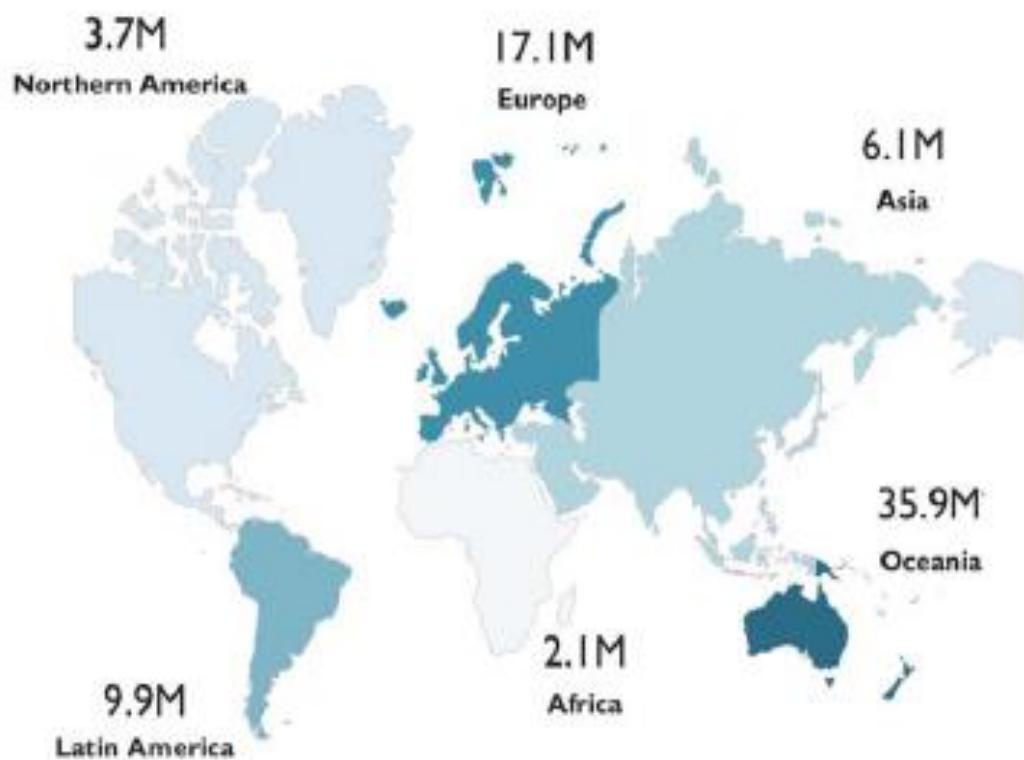 3.7M
Northern America
17.1M
Europe
6.1M
Asia
35.9M
Oceania
2.1M
Africa
9.9M
Latin America